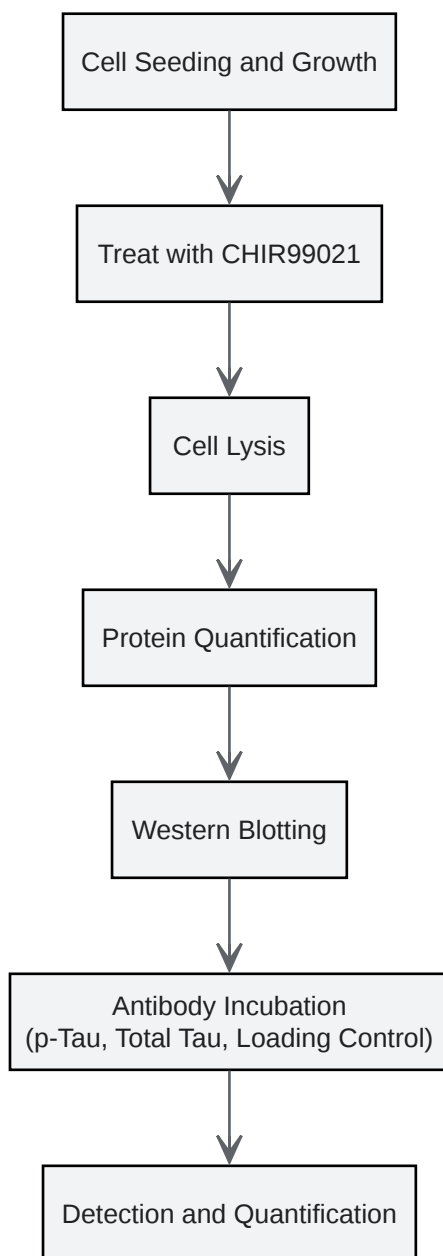 Cell Seeding and Growth
Treat with CHIR99021
Cell Lysis
Protein Quantification
Western Blotting
Antibody Incubation
(p-Tau, Total Tau, Loading Control)
Detection and Quantification